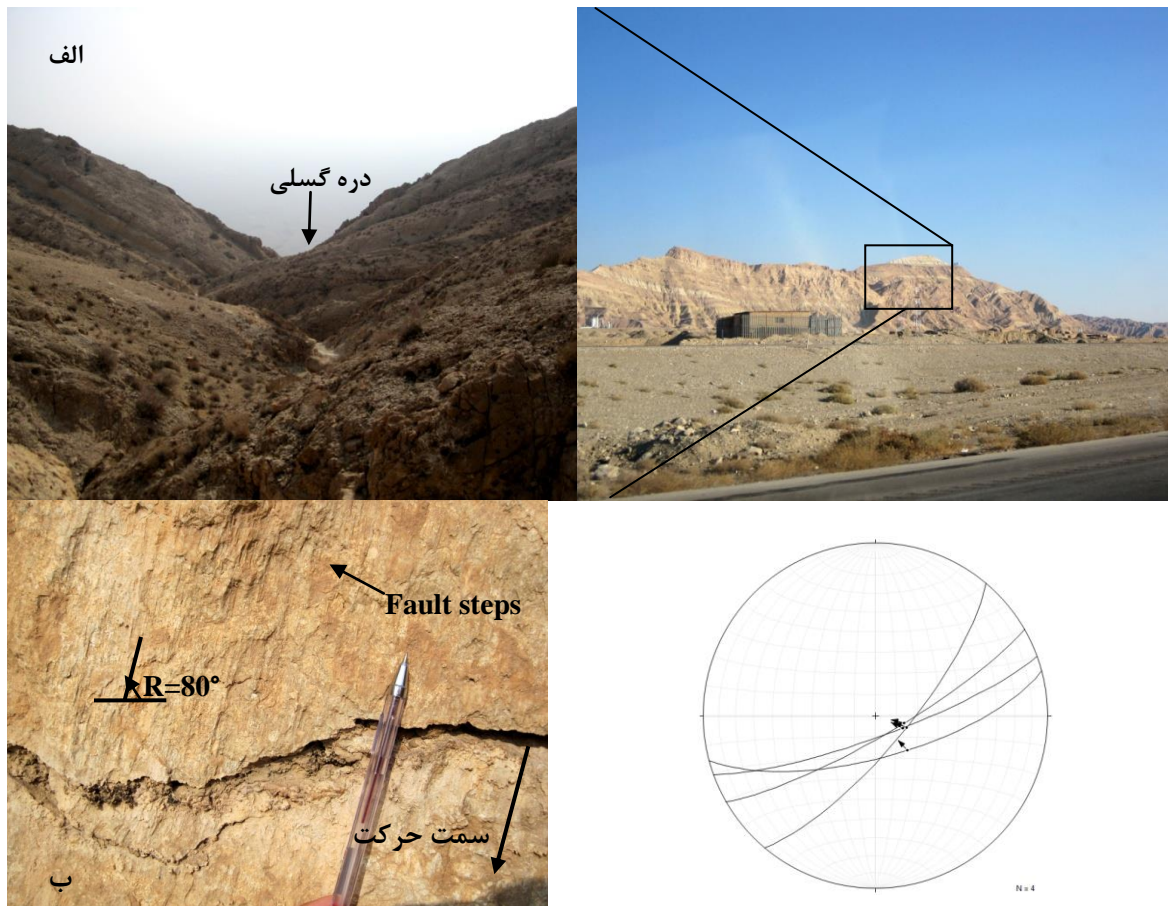 الف
دره گسلی
Fault steps
R=80°
سمت حرکت
ب
N = 4